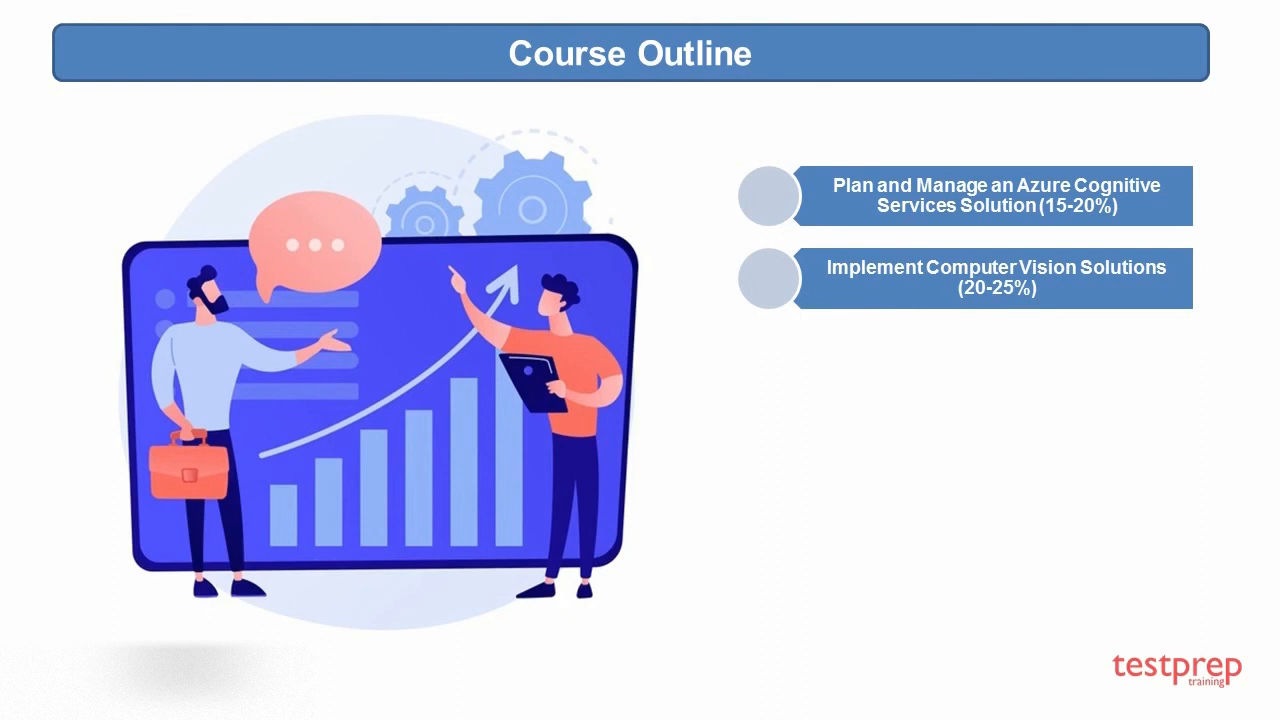 Course Outline
Plan and Manage an Azure Cognitive
Services Solution (15-20%)
Implement Computer Vision Solutions
(20-25%)
testprep
training